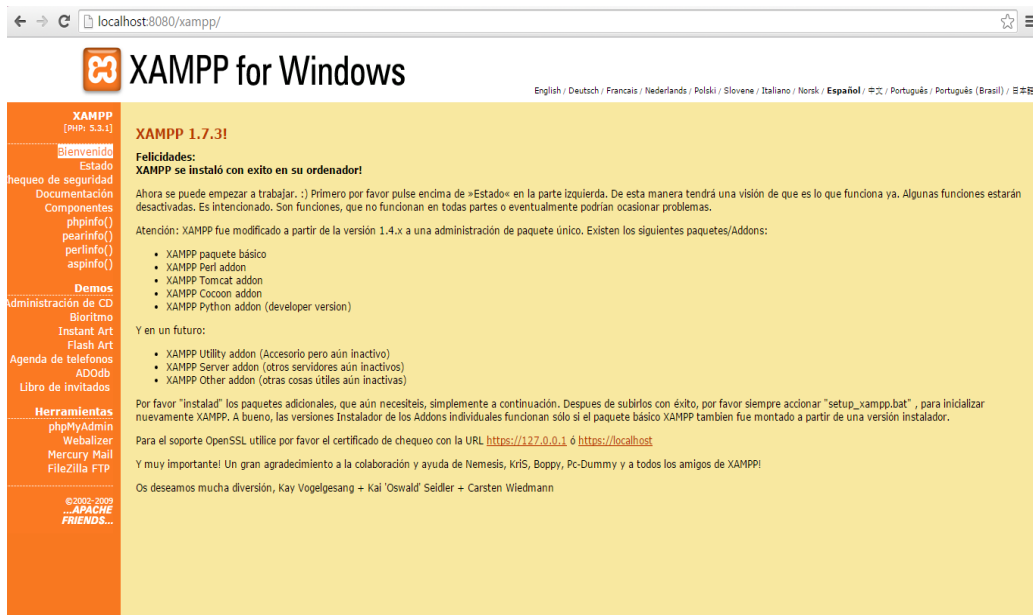 localhost:8080/xampp/
XAMPP for Windows
English / Deutsch / Francais / Nederlands / Polski / Slovene / Italiano / Norsk / Español / 中文 / Português / Português (Brasil) / 日本語
XAMPP
[PHP: 5.3.1]
Bienvenido
Estado
hequeo de seguridad
Documentación
Componentes
phpinfo()
pearinfo()
perlinfo()
aspinfo()
Demos
Administración de CD
Bioritmo
Instant Art
Flash Art
Agenda de telefonos
ADOdb
Libro de invitados
Herramientas
phpMyAdmin
Webalizer
Mercury Mail
FileZilla FTP
©2002-2009
...APACHE
FRIENDS...
XAMPP 1.7.3!
Felicidades:
XAMPP se instaló con exito en su ordenador!
Ahora se puede empezar a trabajar. :) Primero por favor pulse encima de »Estado« en la parte izquierda. De esta manera tendrá una visión de que es lo que funciona ya. Algunas funciones estarán
desactivadas. Es intencionado. Son funciones, que no funcionan en todas partes o eventualmente podrían ocasionar problemas.
Atención: XAMPP fue modificado a partir de la versión 1.4.x a una administración de paquete único. Existen los siguientes paquetes/Addons:
• XAMPP paquete básico
• XAMPP Perl addon
• XAMPP Tomcat addon
• XAMPP Cocoon addon
• XAMPP Python addon (developer version)
Y en un futuro:
• XAMPP Utility addon (Accesorio pero aún inactivo)
• XAMPP Server addon (otros servidores aún inactivos)
• XAMPP Other addon (otras cosas útiles aún inactivas)
Por favor "instalad" los paquetes adicionales, que aún necesiteis, simplemente a continuación. Despues de subirlos con éxito, por favor siempre accionar "setup_xampp.bat" , para inicializar
nuevamente XAMPP. A bueno, las versiones Instalador de los Addons individuales funcionan sólo si el paquete básico XAMPP tambien fue montado a partir de una versión instalador.
Para el soporte OpenSSL utilice por favor el certificado de chequeo con la URL https://127.0.0.1 ó https://localhost
Y muy importante! Un gran agradecimiento a la colaboración y ayuda de Nemesis, KriS, Boppy, Pc-Dummy y a todos los amigos de XAMPP!
Os deseamos mucha diversión, Kay Vogelgesang + Kai 'Oswald' Seidler + Carsten Wiedmann